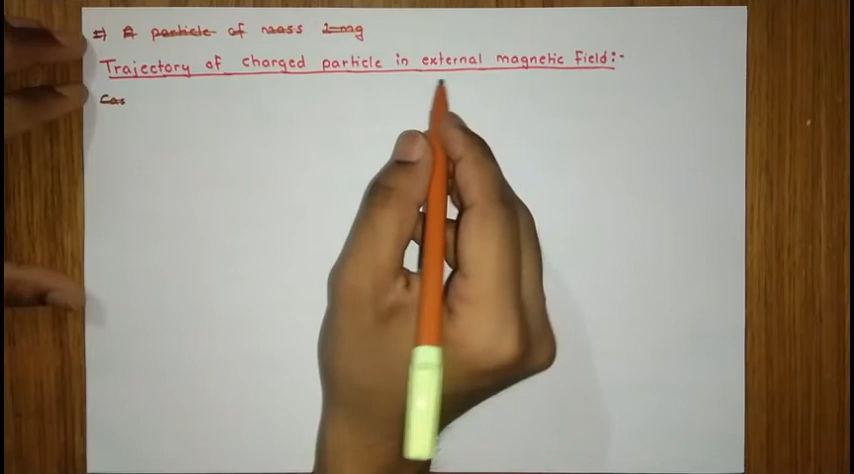 =) A particle of mass 2 mg
Trajectory of charged particle in external magnetic field:-
Cas